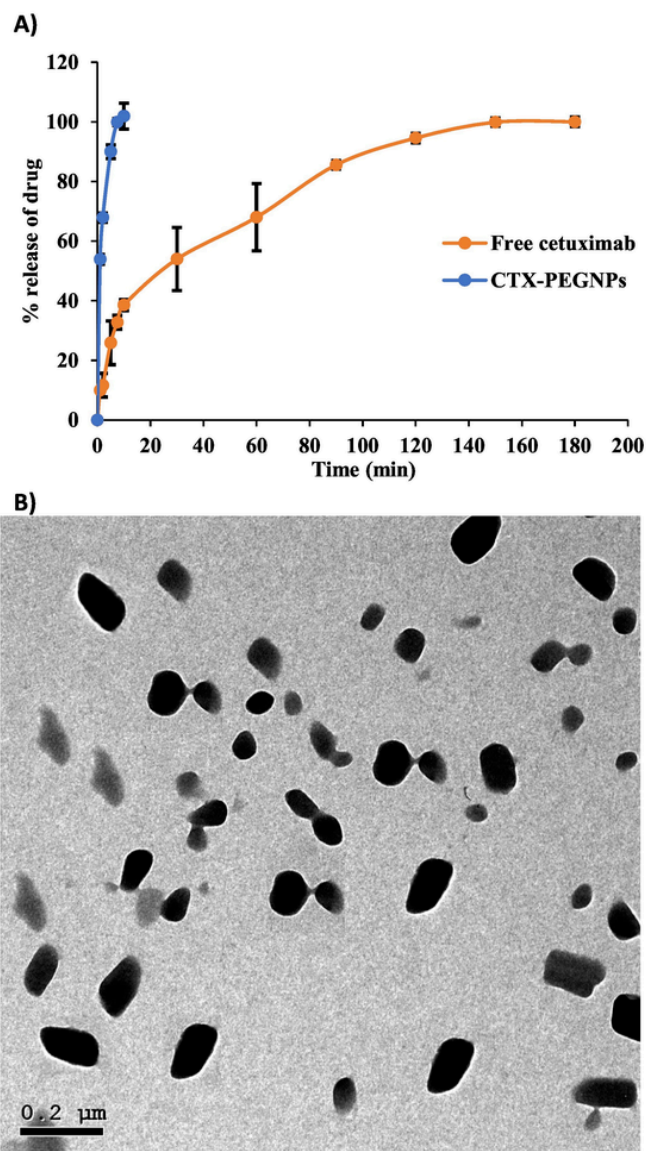 A)
120
100
80
60
40
20
0
% release of drug
Free cetuximab
CTX-PEGNPs
0 20 40 60 80 100 120 140 160 180 200
Time (min)
B)
0.2 µm